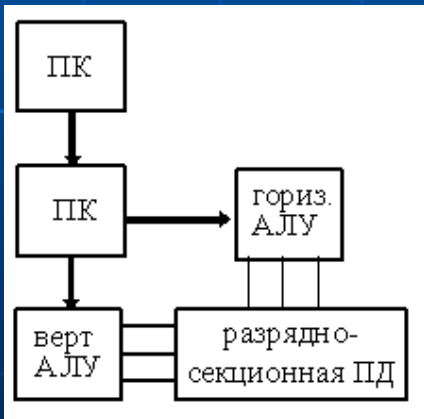 ПК
ПК
гориз.
АЛУ
верт
АЛУ
разрядно-
секционная ПД